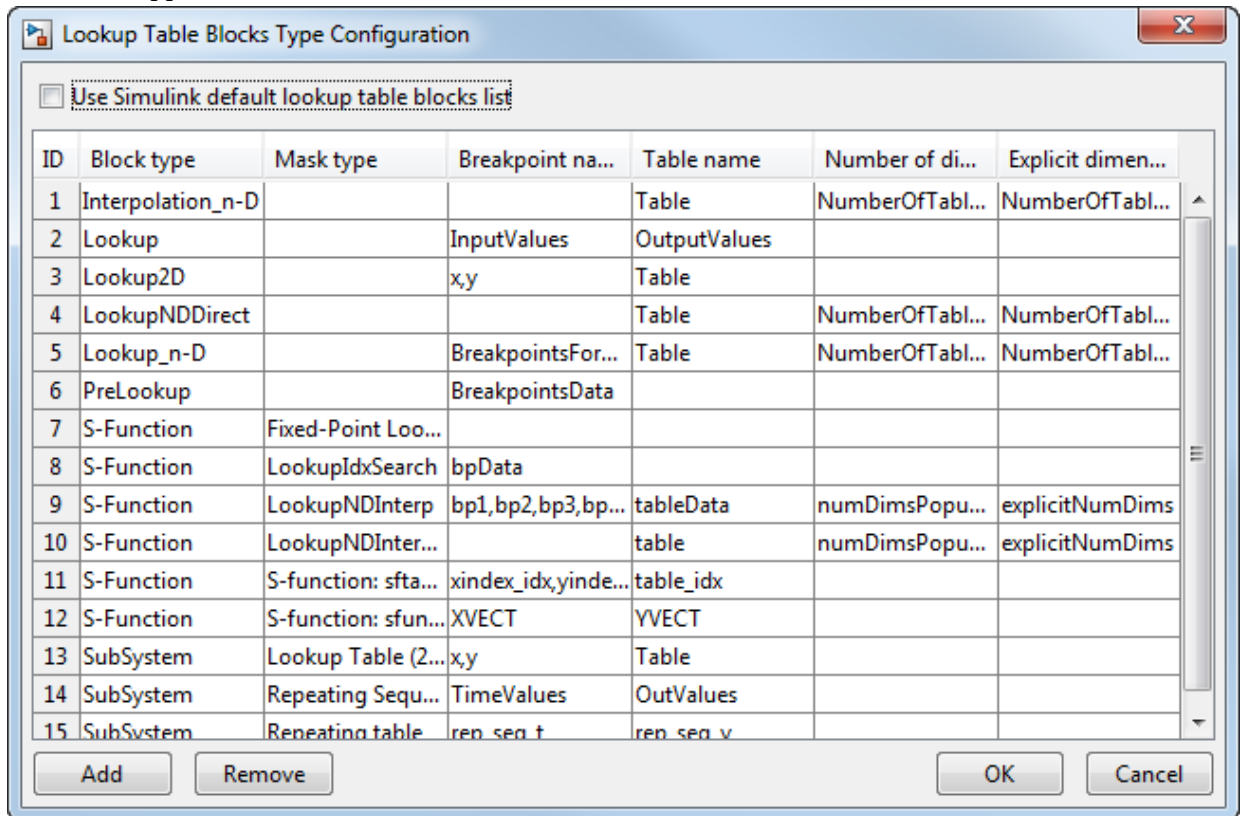 Lookup Table Blocks Type Configuration
Use Simulink default lookup table blocks list
ID Block type Mask type Breakpoint na... Table name Number of di... Explicit dimen...
1 Interpolation_n-D Table NumberOfTabl... NumberOfTabl...
2 Lookup InputValues OutputValues
3 Lookup2D x,y Table
4 LookupNDDirect Table NumberOfTabl... NumberOfTabl...
5 Lookup_n-D BreakpointsFor... Table NumberOfTabl... NumberOfTabl...
6 PreLookup BreakpointsData
7 S-Function Fixed-Point Loo...
8 S-Function LookupIdxSearch bpData
9 S-Function LookupNDInterp bp1,bp2,bp3,bp... tableData numDimsPopu... explicitNumDims
10 S-Function LookupNDInter... table numDimsPopu... explicitNumDims
11 S-Function S-function: sfta... xindex_idx,yinde... table_idx
12 S-Function S-function: sfun... XVECT YVECT
13 SubSystem Lookup Table (2... x,y Table
14 SubSystem Repeating Sequ... TimeValues OutValues
15 SubSystem Repeating table rep_seq_t rep_seq_y
Add Remove OK Cancel